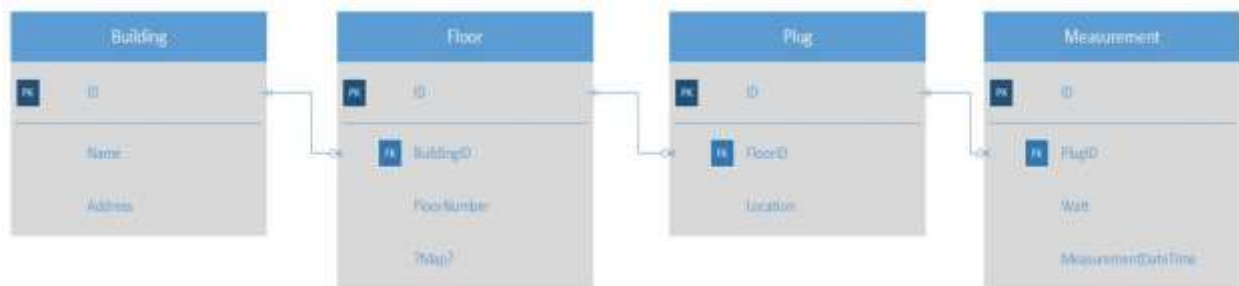 Building
PK ID
Name
Address
Floor
PK ID
FK BuildingID
FloorNumber
?Map?
Plug
PK ID
FK FloorID
Location
Measurement
PK ID
FK PlugID
Watt
MeasurementDateTime